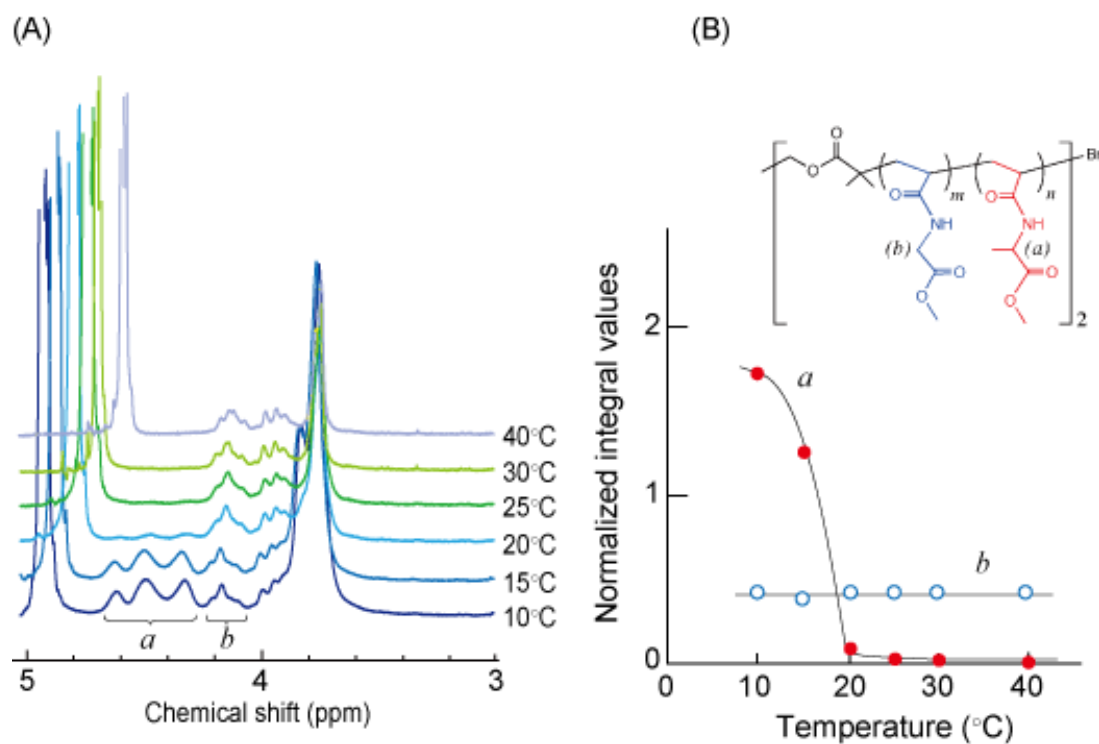 (A)
(B)
40°C
30°C
25°C
20°C
15°C
10°C
a
b
5
4
3
Chemical shift (ppm)
O
O
m
n
Br
O
NH
O
NH
(b)
(a)
O
O
O
O
2
Normalized integral values
2
1
0
a
b
0
10
20
30
40
Temperature (°C)